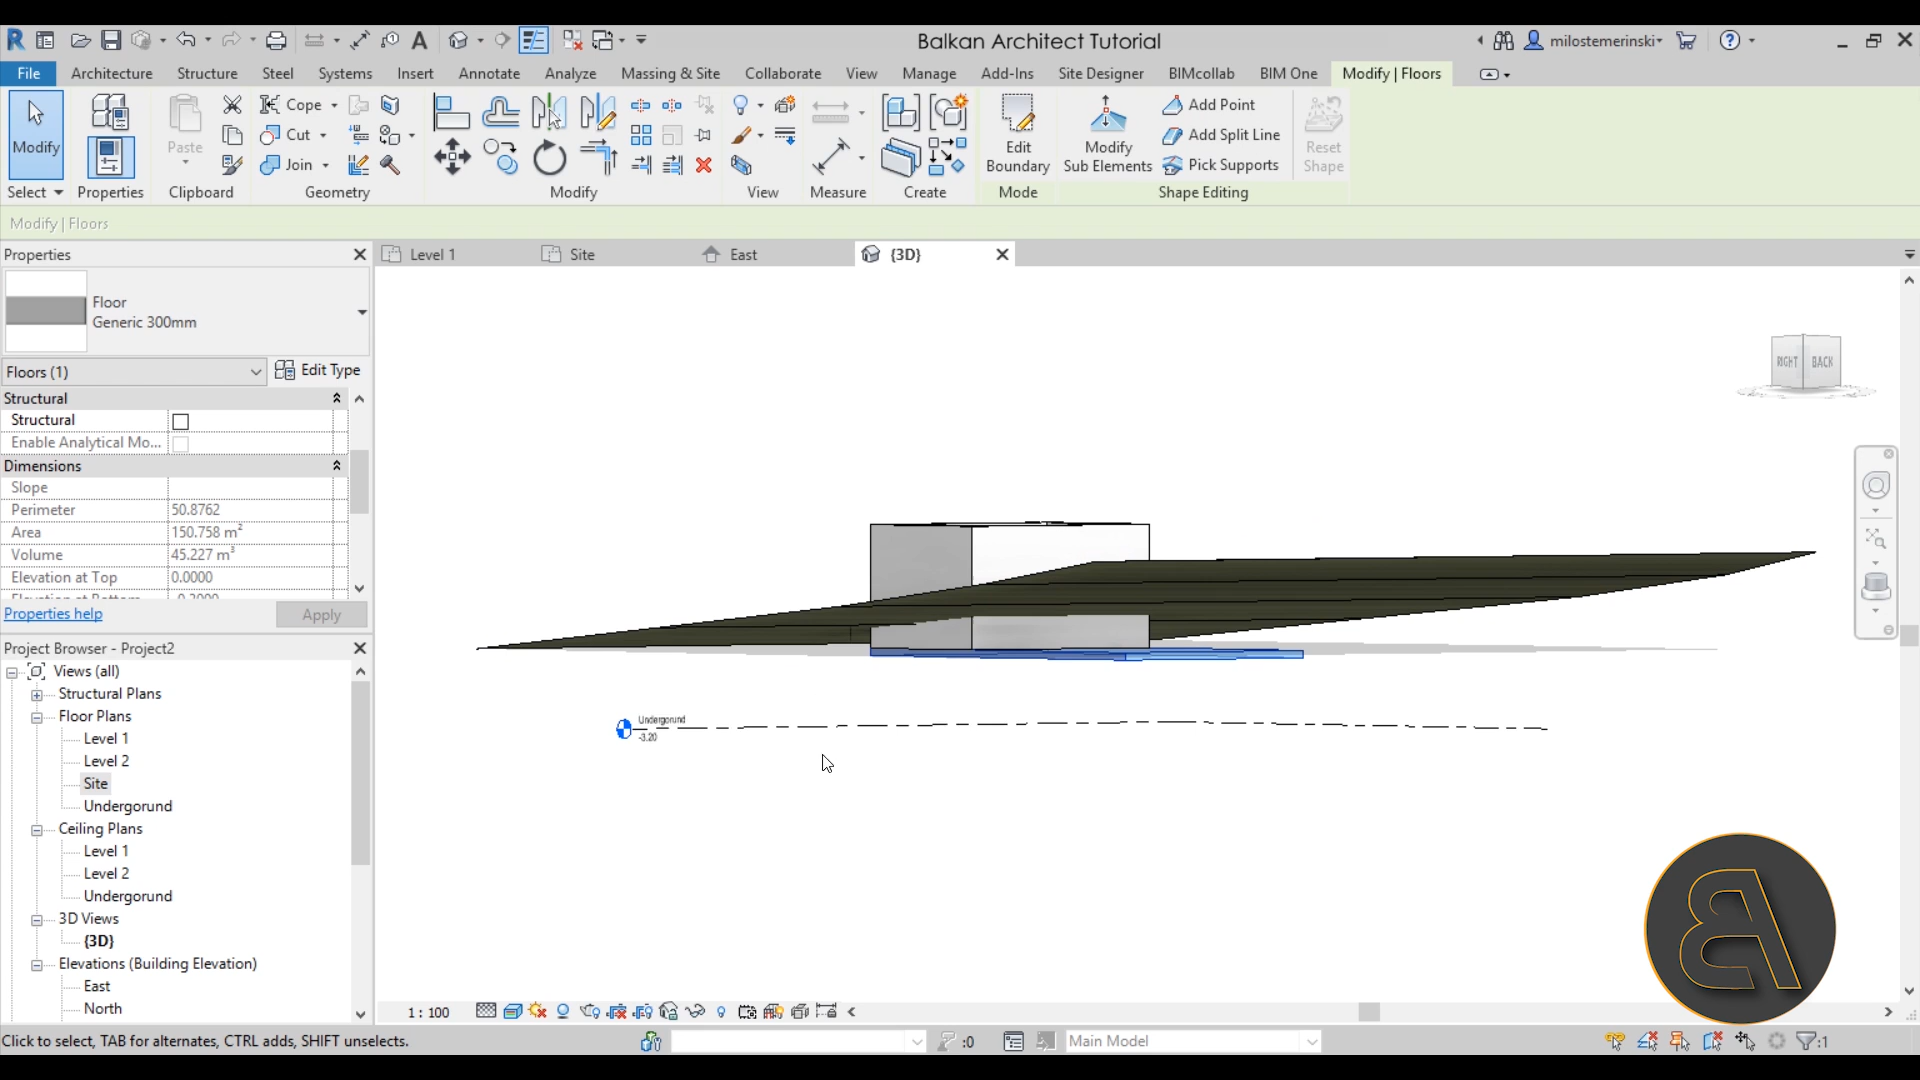 Balkan Architect Tutorial
milostemerinski
File Architecture Structure Steel Systems Insert Annotate Analyze Massing & Site Collaborate View Manage Add-Ins Site Designer BIMcollab BIM One Modify | Floors
Modify
Paste
Cope
Cut
Join
Edit
Boundary
Modify
Sub Elements
Add Point
Add Split Line
Pick Supports
Reset
Shape
Select Properties Clipboard Geometry Modify View Measure Create Mode Shape Editing
Modify | Floors
Properties
Level 1 Site East {3D}
Floor
Generic 300mm
Floors (1) Edit Type
Structural
Structural
Enable Analytical Mo...
Dimensions
Slope
Perimeter 50.8762
Area 150.758 m²
Volume 45.227 m³
Elevation at Top 0.0000
Elevation at Bottom -0.3000
Properties help Apply
RIGHT BACK
Undergorund
-3.20
Project Browser - Project2
Views (all)
Structural Plans
Floor Plans
Level 1
Level 2
Site
Undergorund
Ceiling Plans
Level 1
Level 2
Undergorund
3D Views
{3D}
Elevations (Building Elevation)
East
North
1 : 100
Click to select, TAB for alternates, CTRL adds, SHIFT unselects.
:0
Main Model
:1